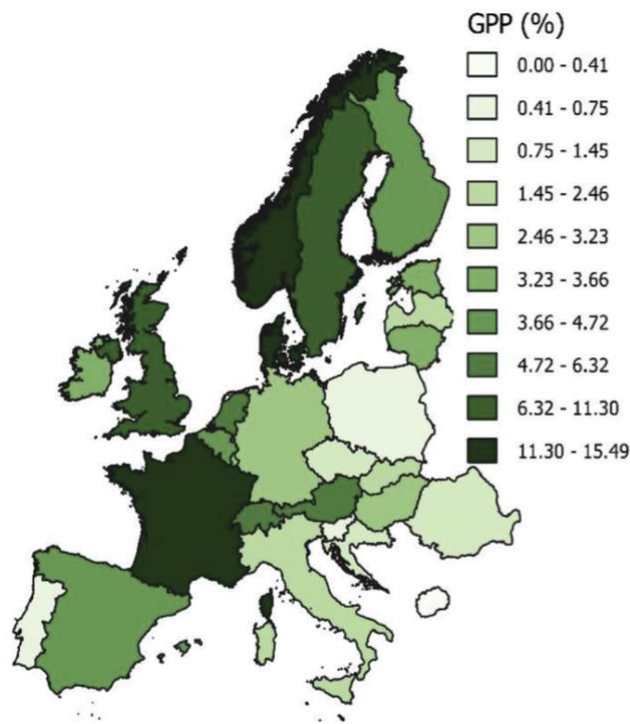 GPP (%)
0.00 - 0.41
0.41 - 0.75
0.75 - 1.45
1.45 - 2.46
2.46 - 3.23
3.23 - 3.66
3.66 - 4.72
4.72 - 6.32
6.32 - 11.30
11.30 - 15.49